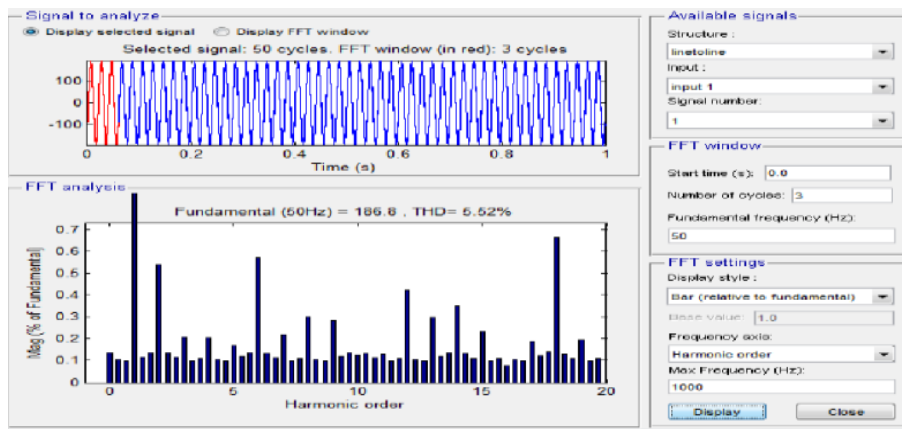 Signal to analyze
Display selected signal Display FFT window
Selected signal: 50 cycles. FFT window (in red): 3 cycles
100
0
-100
0 0.2 0.4 0.6 0.8 1
Time (s)
FFT analysis
Fundamental (50Hz) = 186.8 , THD= 5.52%
0.7
0.6
0.5
0.4
0.3
0.2
0.1
0
Mag (% of Fundamental)
0 5 10 15 20
Harmonic order
Available signals
Structure :
linetoline
Input :
input 1
Signal number:
1
FFT window
Start time (s): 0.0
Number of cycles: 3
Fundamental frequency (Hz):
50
FFT settings
Display style :
Bar (relative to fundamental)
Base value: 1.0
Frequency axis:
Harmonic order
Max Frequency (Hz):
1000
Display Close